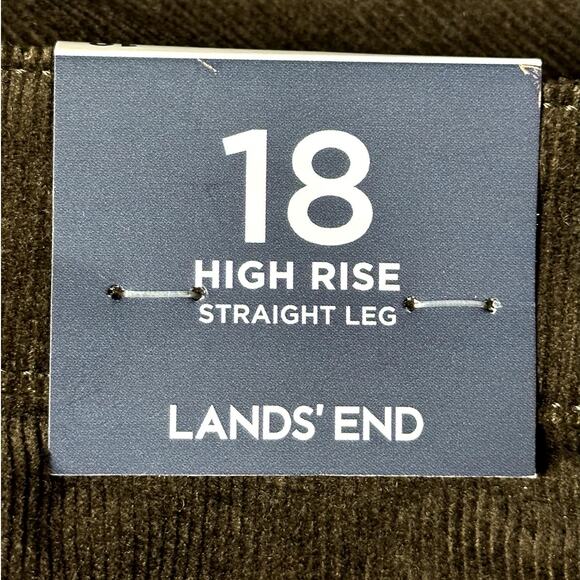 18
HIGH RISE
STRAIGHT LEG
LANDS' END